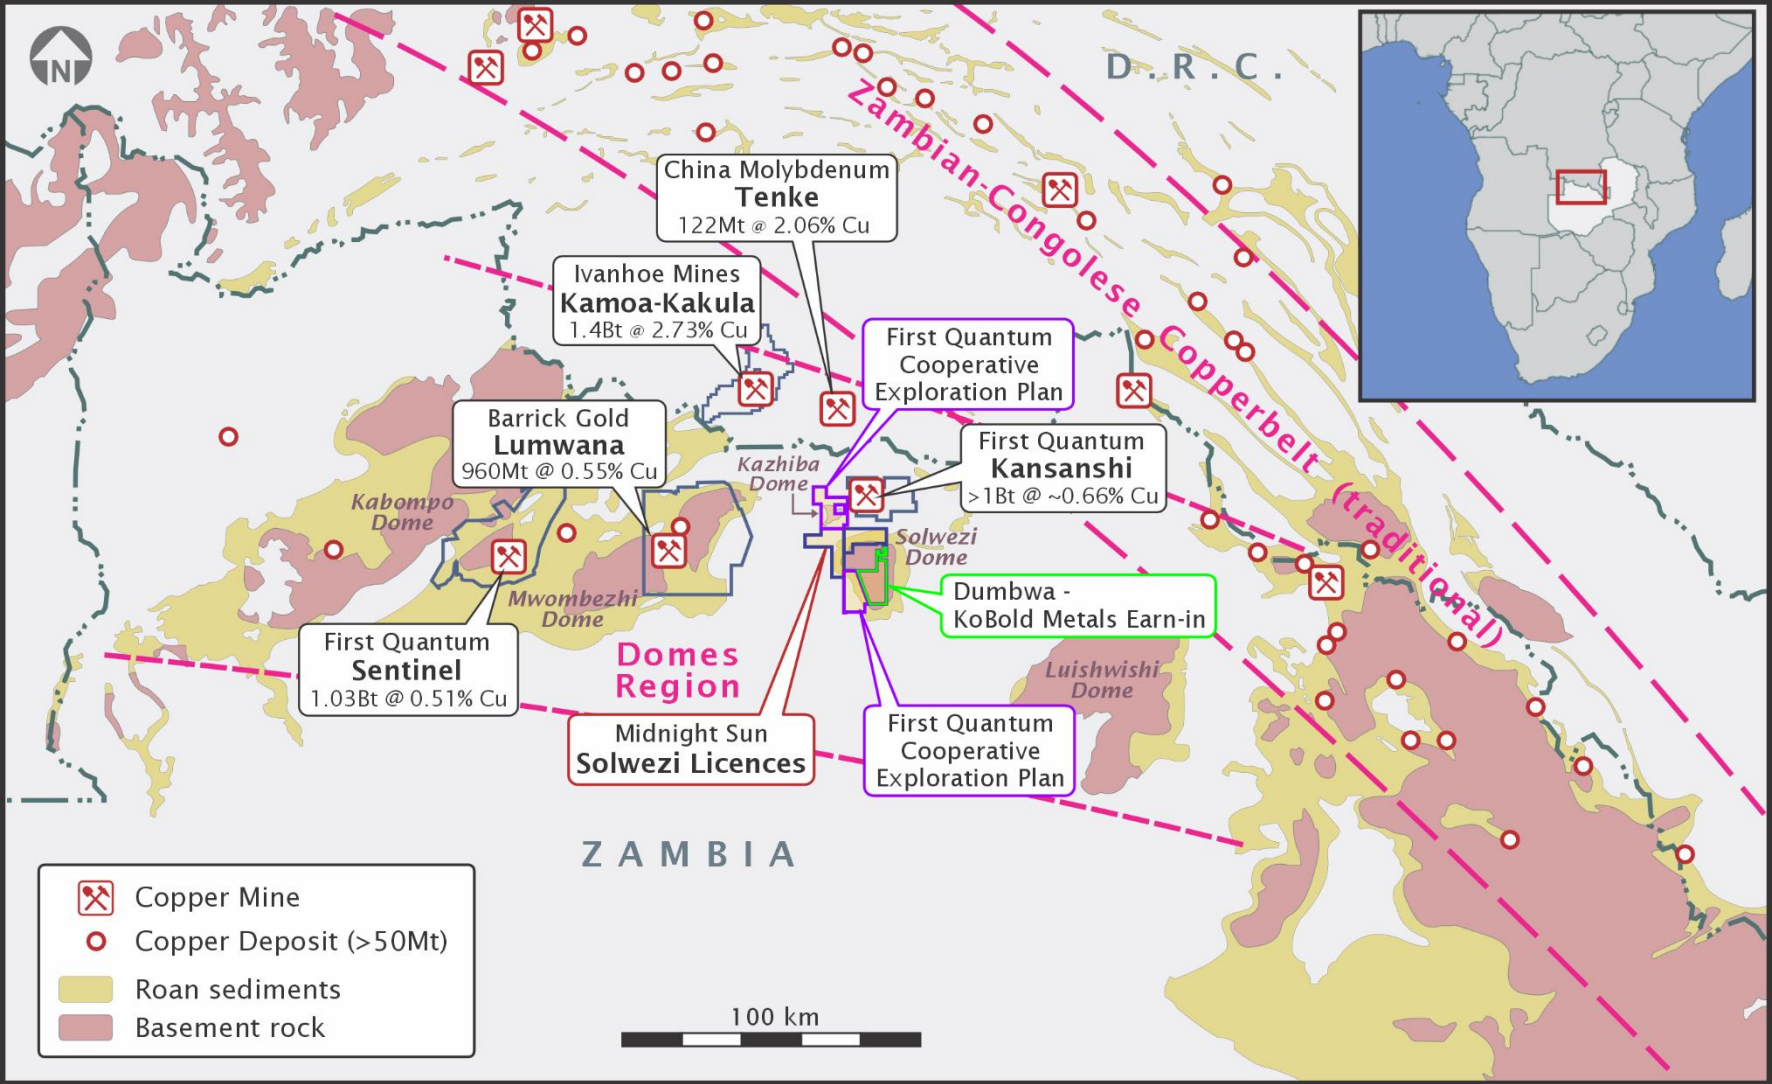 N
D.R.C.
Zambian-Congolese Copperbelt (traditional)
China Molybdenum
Tenke
122Mt @ 2.06% Cu
Ivanhoe Mines
Kamoa-Kakula
1.4Bt @ 2.73% Cu
First Quantum
Cooperative
Exploration Plan
Barrick Gold
Lumwana
960Mt @ 0.55% Cu
First Quantum
Kansanshi
>1Bt @ ~0.66% Cu
Kazhiba
Dome
Kabompo
Dome
Solwezi
Dome
Mwombezhi
Dome
Dumbwa -
KoBold Metals Earn-in
First Quantum
Sentinel
1.03Bt @ 0.51% Cu
Domes
Region
Luishwishi
Dome
Midnight Sun
Solwezi Licences
First Quantum
Cooperative
Exploration Plan
ZAMBIA
Copper Mine
Copper Deposit (>50Mt)
Roan sediments
Basement rock
100 km